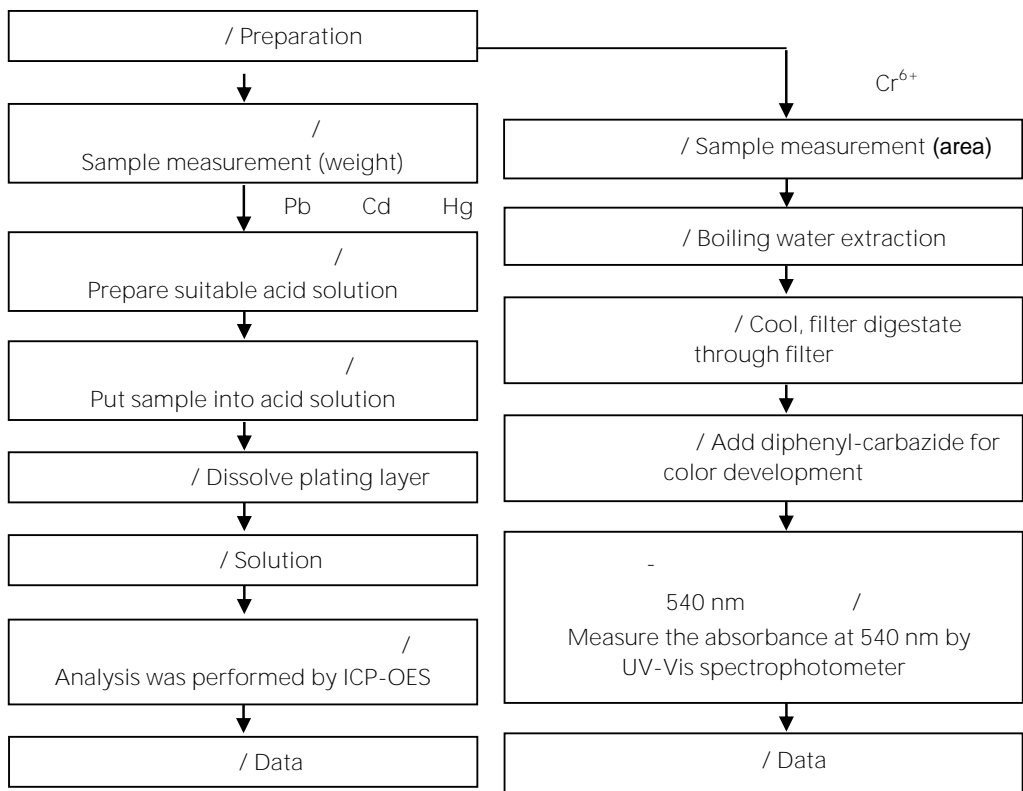 / Preparation
/
Sample measurement (weight)
Pb Cd Hg
/
Prepare suitable acid solution
/
Put sample into acid solution
/ Dissolve plating layer
/ Solution
/
Analysis was performed by ICP-OES
/ Data
Cr⁶⁺
/ Sample measurement (area)
/ Boiling water extraction
/ Cool, filter digestate
through filter
/ Add diphenyl-carbazide for
color development
-
540 nm /
Measure the absorbance at 540 nm by
UV-Vis spectrophotometer
/ Data